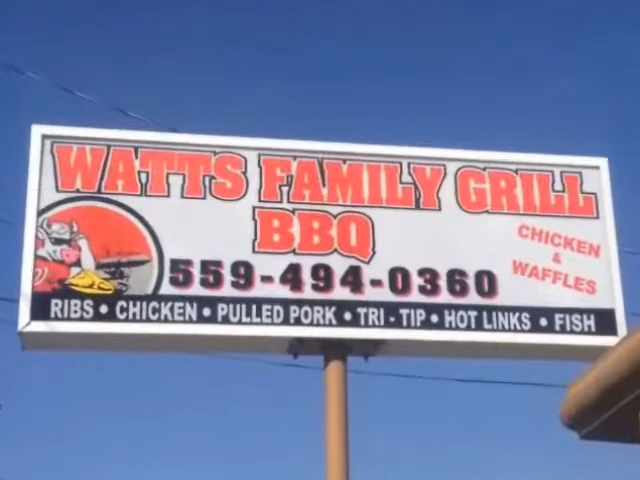 WATTS FAMILY GRILL
BBQ
CHICKEN
&
WAFFLES
559-494-0360
RIBS • CHICKEN • PULLED PORK • TRI - TIP • HOT LINKS • FISH